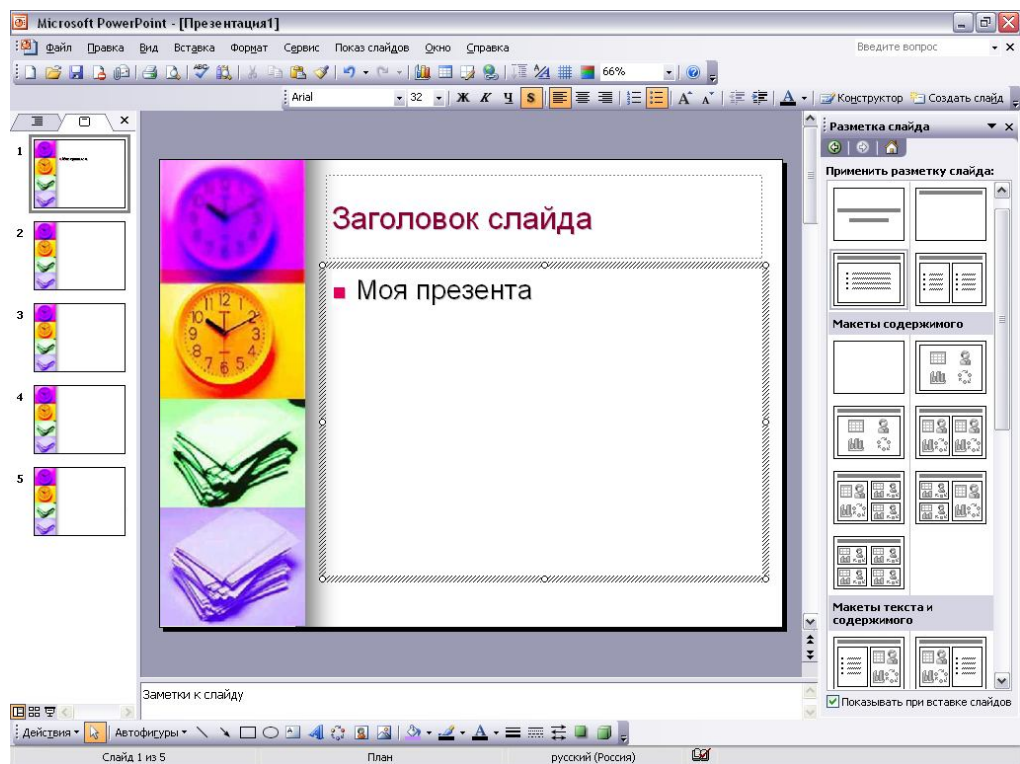 Microsoft PowerPoint - [Презентация1]
Файл Правка Вид Вставка Формат Сервис Показ слайдов Окно Справка Введите вопрос
66%
Arial 32 Ж К Ч S Конструктор Создать слайд
Разметка слайда
Применить разметку слайда:
1
2
3
4
5
Заголовок слайда
Моя презента
Макеты содержимого
Макеты текста и
содержимого
Показывать при вставке слайдов
Заметки к слайду
Действия Автофигуры
Слайд 1 из 5 План русский (Россия)